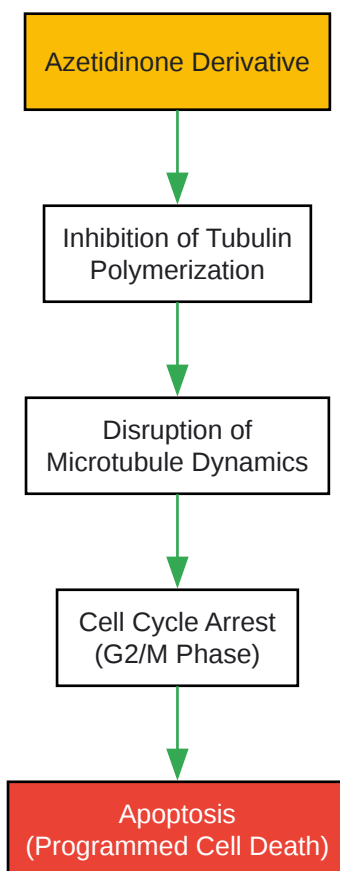 Azetidinone Derivative
Inhibition of Tubulin
Polymerization
Disruption of
Microtubule Dynamics
Cell Cycle Arrest
(G2/M Phase)
Apoptosis
(Programmed Cell Death)